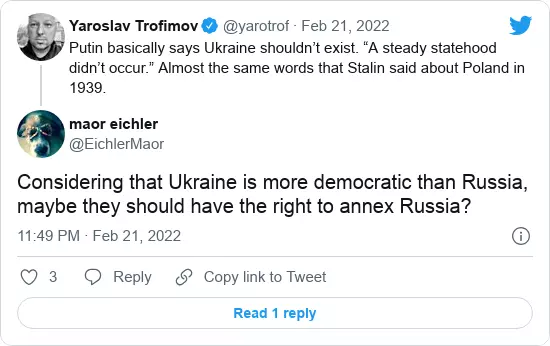 Yaroslav Trofimov @yarotrof · Feb 21, 2022
Putin basically says Ukraine shouldn’t exist. “A steady statehood
didn’t occur.” Almost the same words that Stalin said about Poland in
1939.
maor eichler
@EichlerMaor
Considering that Ukraine is more democratic than Russia,
maybe they should have the right to annex Russia?
11:49 PM · Feb 21, 2022
3 Reply Copy link to Tweet
Read 1 reply